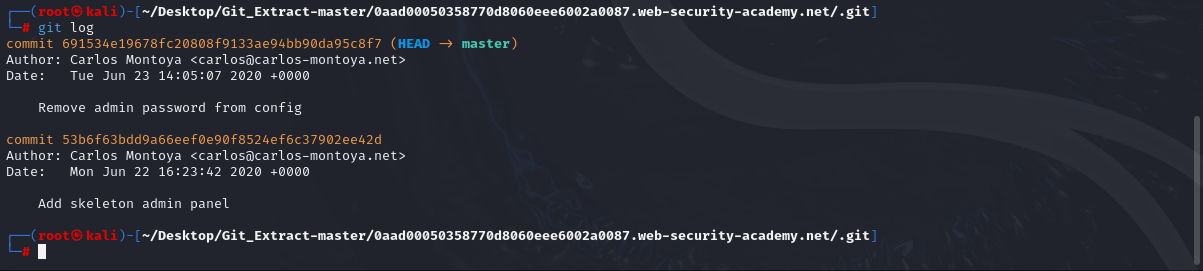 ┌──(root㉿kali)-[~/Desktop/Git_Extract-master/0aad00050358770d8060eee6002a0087.web-security-academy.net/.git]
└─# git log
commit 691534e19678fc20808f9133ae94bb90da95c8f7 (HEAD → master)
Author: Carlos Montoya <carlos@carlos-montoya.net>
Date:   Tue Jun 23 14:05:07 2020 +0000
    Remove admin password from config
commit 53b6f63bdd9a66eef0e90f8524ef6c37902ee42d
Author: Carlos Montoya <carlos@carlos-montoya.net>
Date:   Mon Jun 22 16:23:42 2020 +0000
    Add skeleton admin panel
┌──(root㉿kali)-[~/Desktop/Git_Extract-master/0aad00050358770d8060eee6002a0087.web-security-academy.net/.git]
└─#